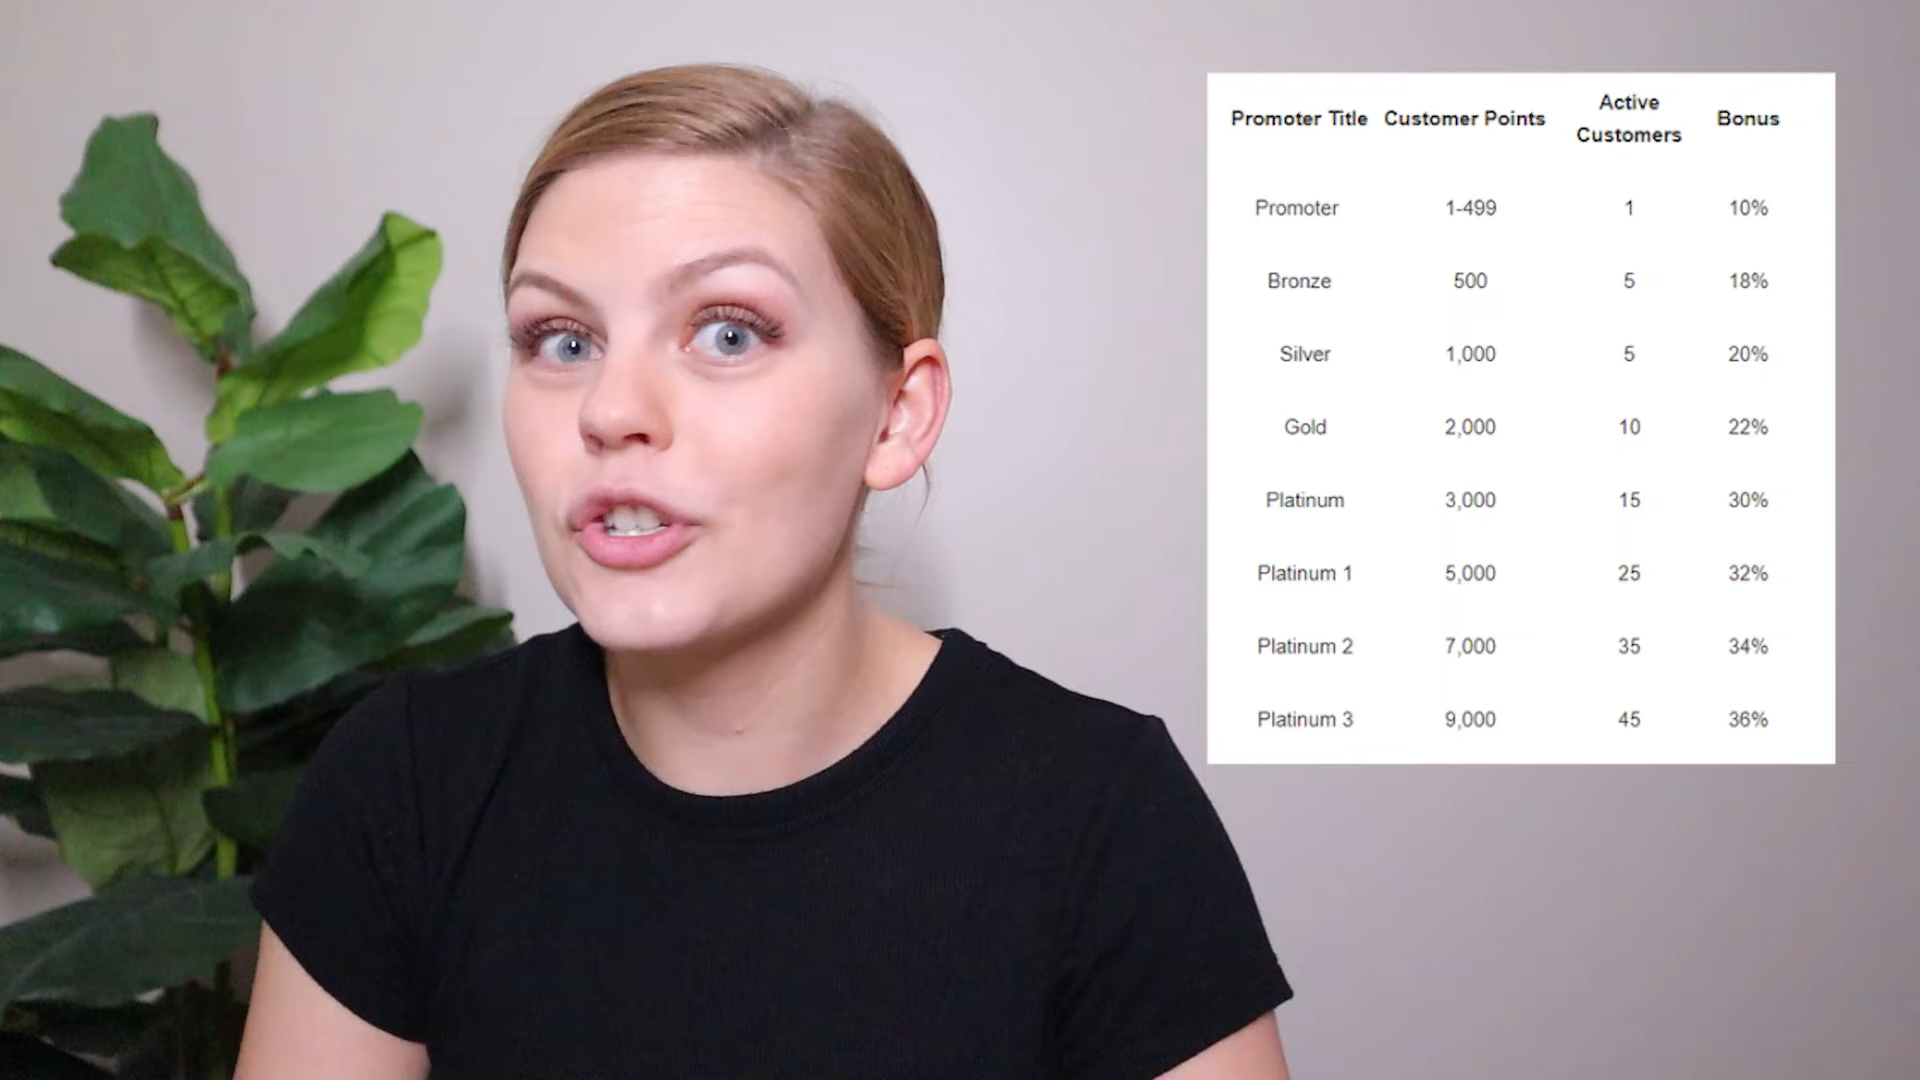 Promoter Title Customer Points Active Customers Bonus
Promoter 1-499 1 10%
Bronze 500 5 18%
Silver 1,000 5 20%
Gold 2,000 10 22%
Platinum 3,000 15 30%
Platinum 1 5,000 25 32%
Platinum 2 7,000 35 34%
Platinum 3 9,000 45 36%